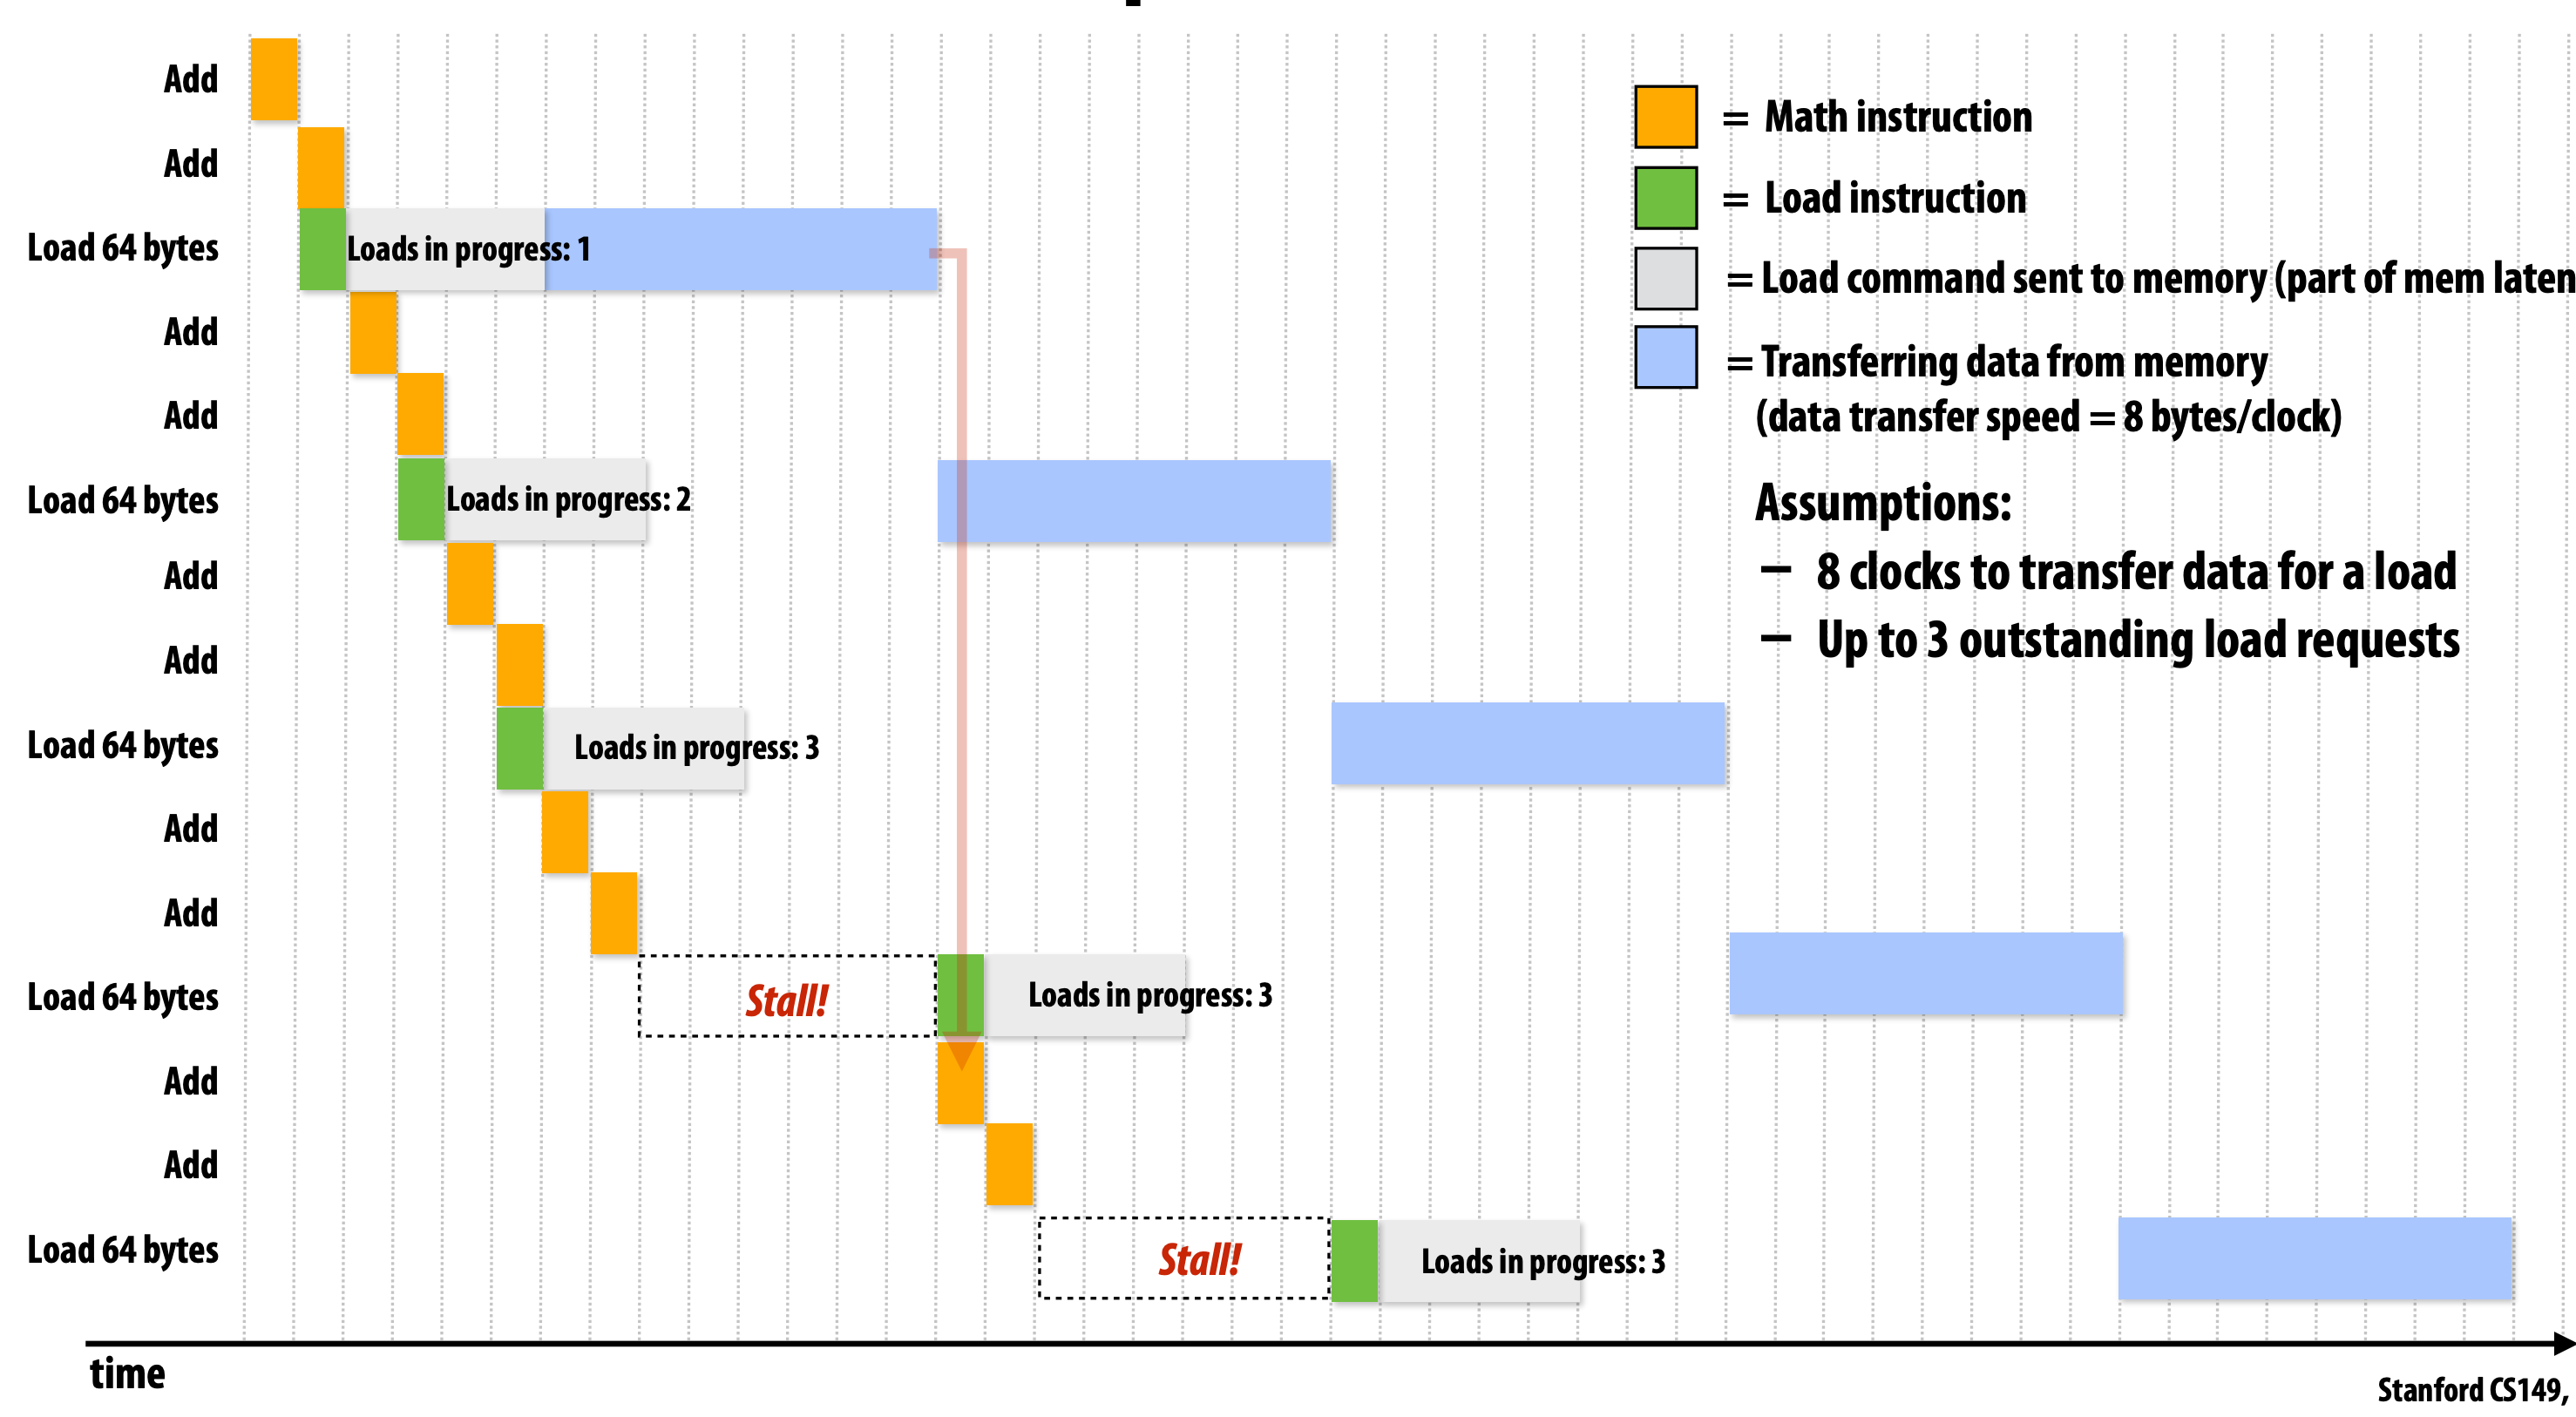 Add
Add
Load 64 bytes
Loads in progress: 1
Add
Add
Load 64 bytes
Loads in progress: 2
Add
Add
Load 64 bytes
Loads in progress: 3
Add
Add
Load 64 bytes
Stall!
Loads in progress: 3
Add
Add
Load 64 bytes
Stall!
Loads in progress: 3
time
= Math instruction
= Load instruction
= Load command sent to memory (part of mem laten
= Transferring data from memory
(data transfer speed = 8 bytes/clock)
Assumptions:
– 8 clocks to transfer data for a load
– Up to 3 outstanding load requests
Stanford CS149,